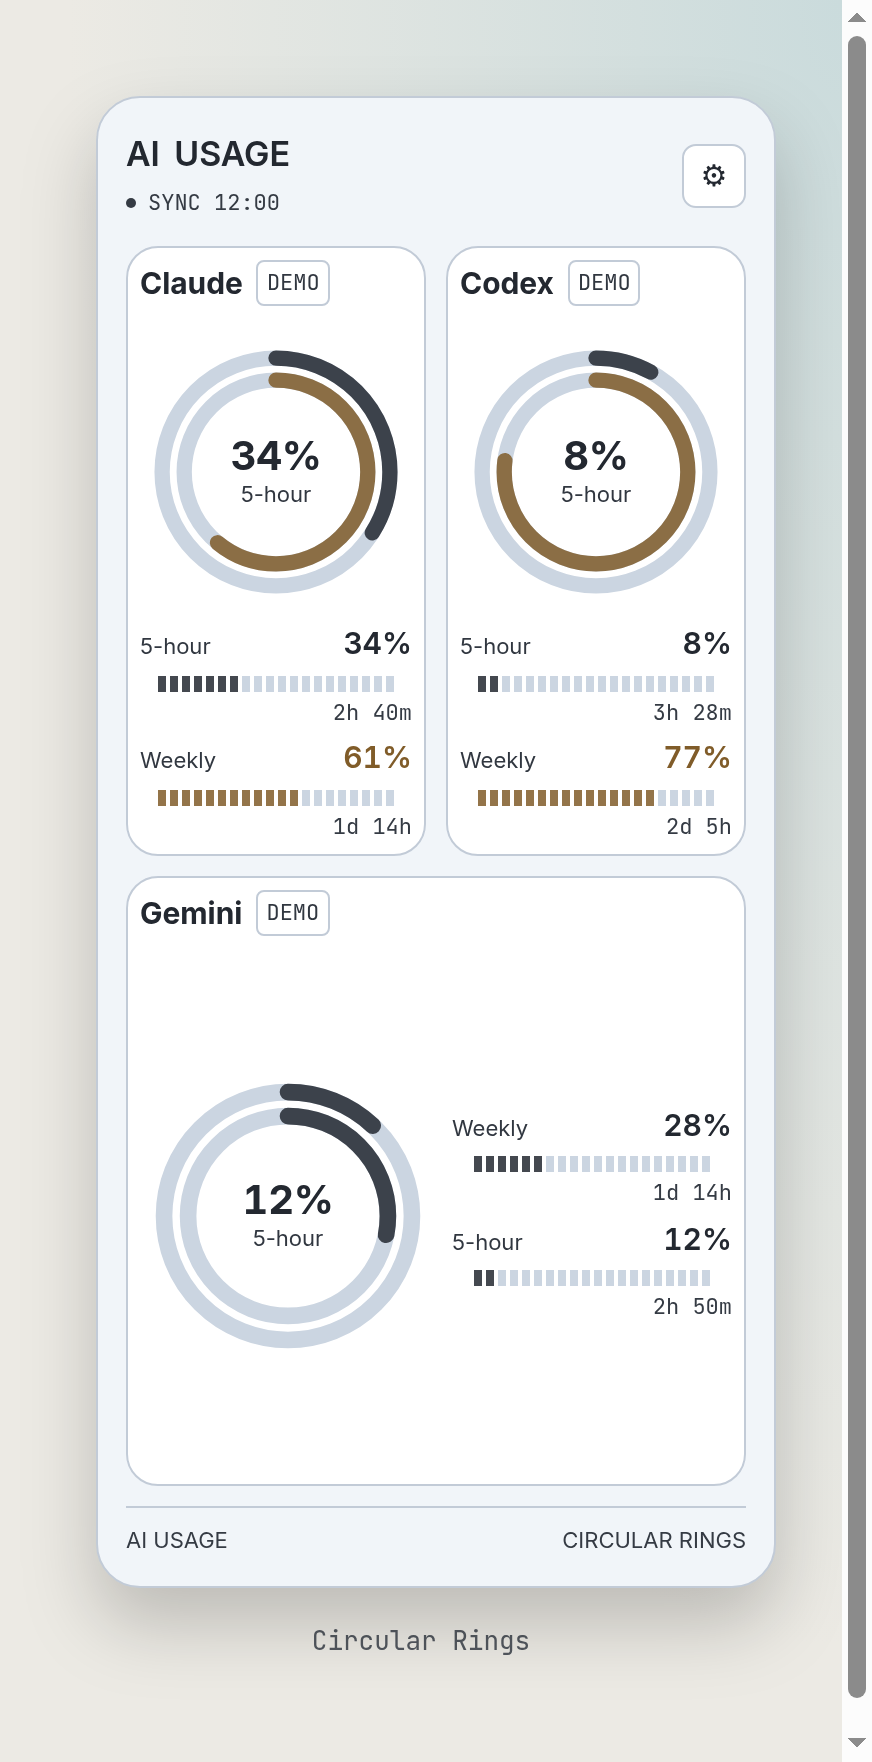 AI USAGE
SYNC 12:00
Claude DEMO
34%
5-hour
5-hour 34%
2h 40m
Weekly 61%
1d 14h
Codex DEMO
8%
5-hour
5-hour 8%
3h 28m
Weekly 77%
2d 5h
Gemini DEMO
12%
5-hour
Weekly 28%
1d 14h
5-hour 12%
2h 50m
AI USAGE CIRCULAR RINGS
Circular Rings